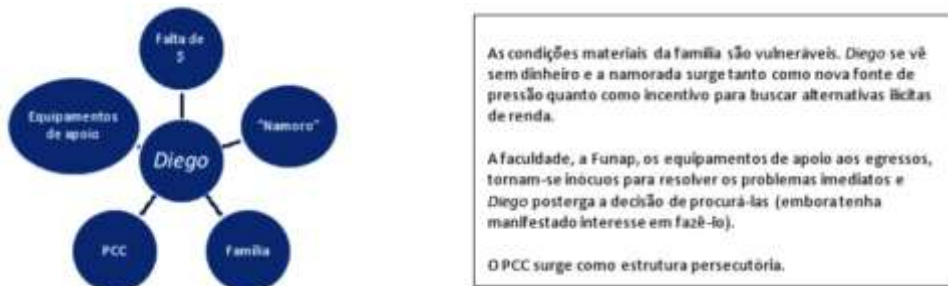 Falta de
$
Equipamentos
de apoio
"Namoro"
Diego
PCC
Família
As condições materiais da família são vulneráveis. Diego se vê
sem dinheiro e a namorada surge tanto como nova fonte de
pressão quanto como incentivo para buscar alternativas ilícitas
de renda.
A faculdade, a Funap, os equipamentos de apoio aos egressos,
tornam-se inócuos para resolver os problemas imediatos e
Diego posterga a decisão de procurá-las (embora tenha
manifestado interesse em fazê-lo).
O PCC surge como estrutura persecutória.